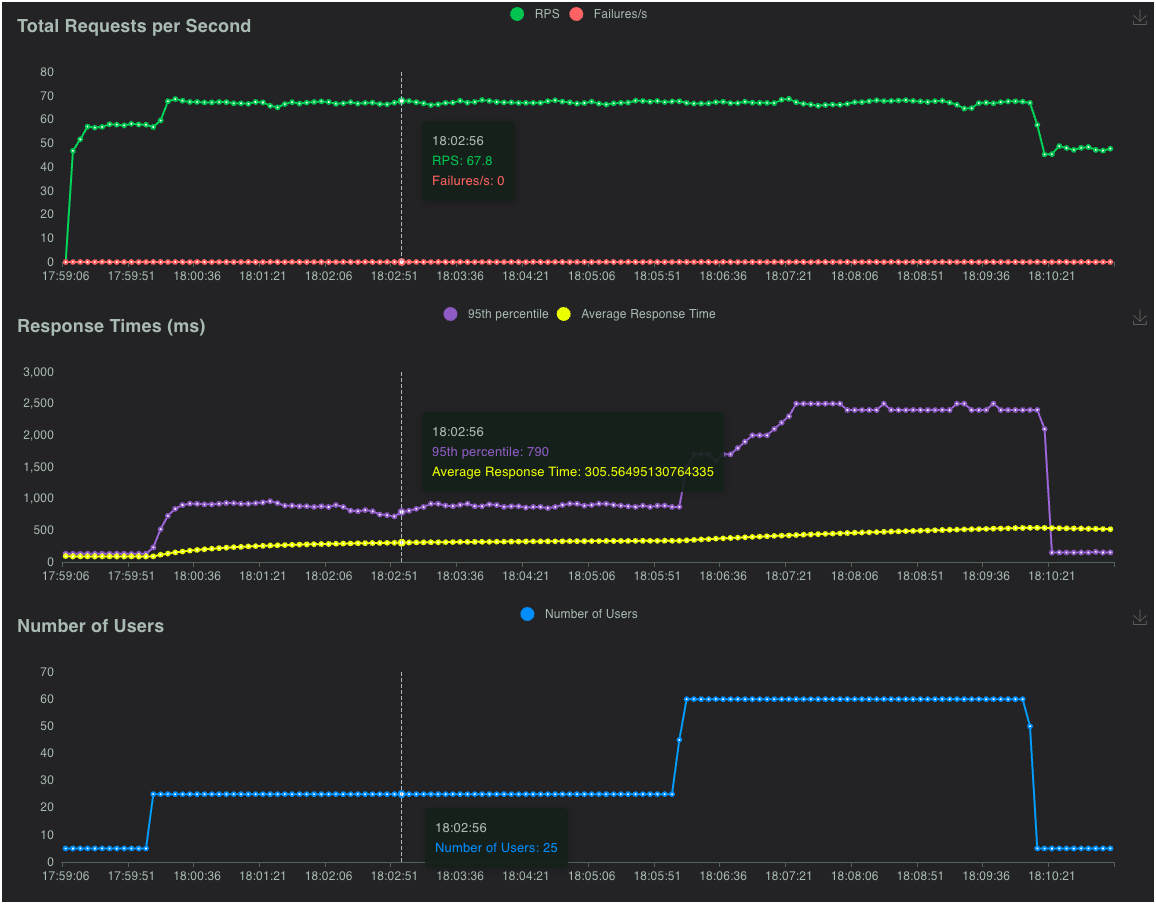 Total Requests per Second
RPS Failures/s
80
70
60
50
40
30
20
10
0
17:59:06 17:59:51 18:00:36 18:01:21 18:02:06 18:02:51 18:03:36 18:04:21 18:05:06 18:05:51 18:06:36 18:07:21 18:08:06 18:08:51 18:09:36 18:10:21
18:02:56
RPS: 67.8
Failures/s: 0
Response Times (ms)
95th percentile Average Response Time
3,000
2,500
2,000
1,500
1,000
500
0
17:59:06 17:59:51 18:00:36 18:01:21 18:02:06 18:02:51 18:03:36 18:04:21 18:05:06 18:05:51 18:06:36 18:07:21 18:08:06 18:08:51 18:09:36 18:10:21
18:02:56
95th percentile: 790
Average Response Time: 305.56495130764335
Number of Users
Number of Users
70
60
50
40
30
20
10
0
17:59:06 17:59:51 18:00:36 18:01:21 18:02:06 18:02:51 18:03:36 18:04:21 18:05:06 18:05:51 18:06:36 18:07:21 18:08:06 18:08:51 18:09:36 18:10:21
18:02:56
Number of Users: 25